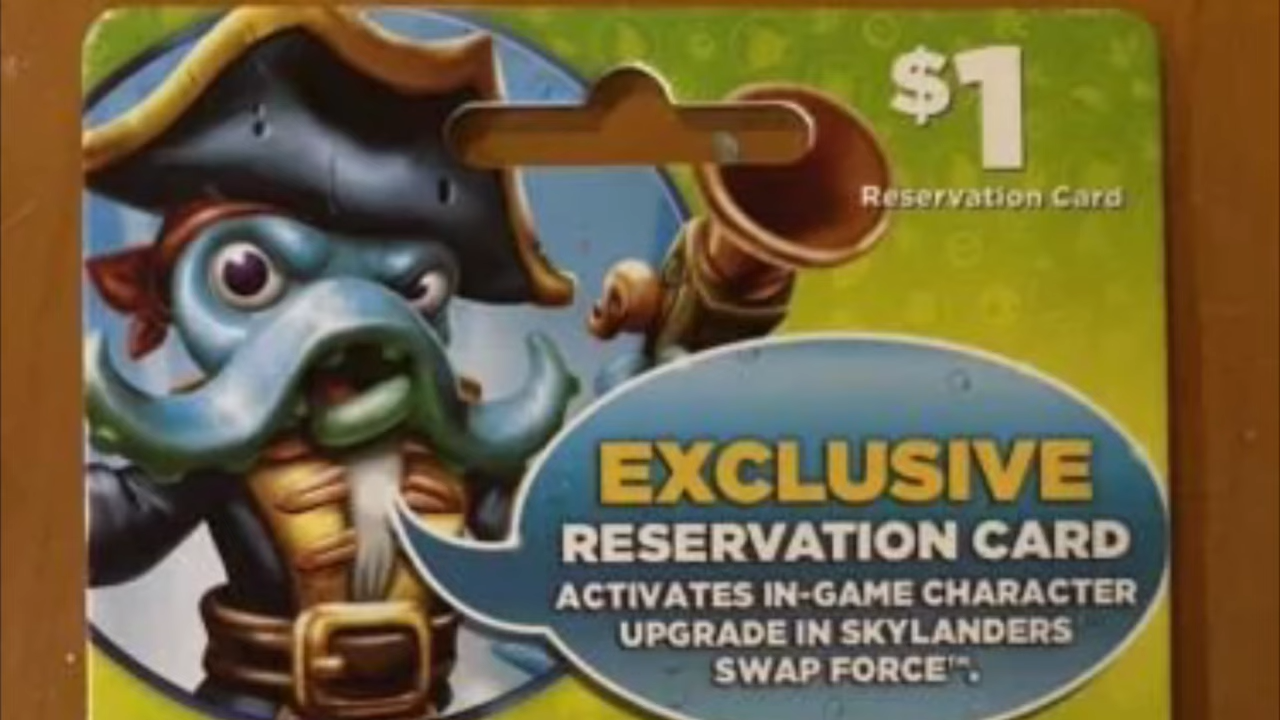 $1
Reservation Card
EXCLUSIVE
RESERVATION CARD
ACTIVATES IN-GAME CHARACTER
UPGRADE IN SKYLANDERS
SWAP FORCE™.